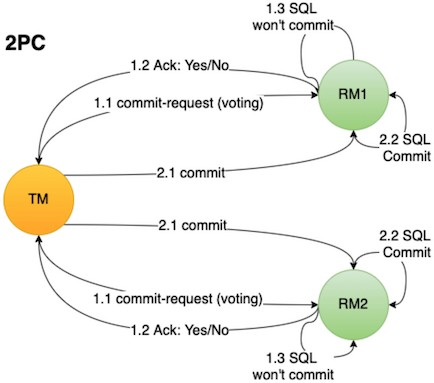 1.3 SQL
won't commit
2PC
1.2 Ack: Yes/No
RM1
1.1 commit-request (voting)
2.2 SQL
Commit
2.1 commit
TM
2.1 commit
2.2 SQL
Commit
1.1 commit-request (voting)
RM2
1.2 Ack: Yes/No
1.3 SQL
won't commit